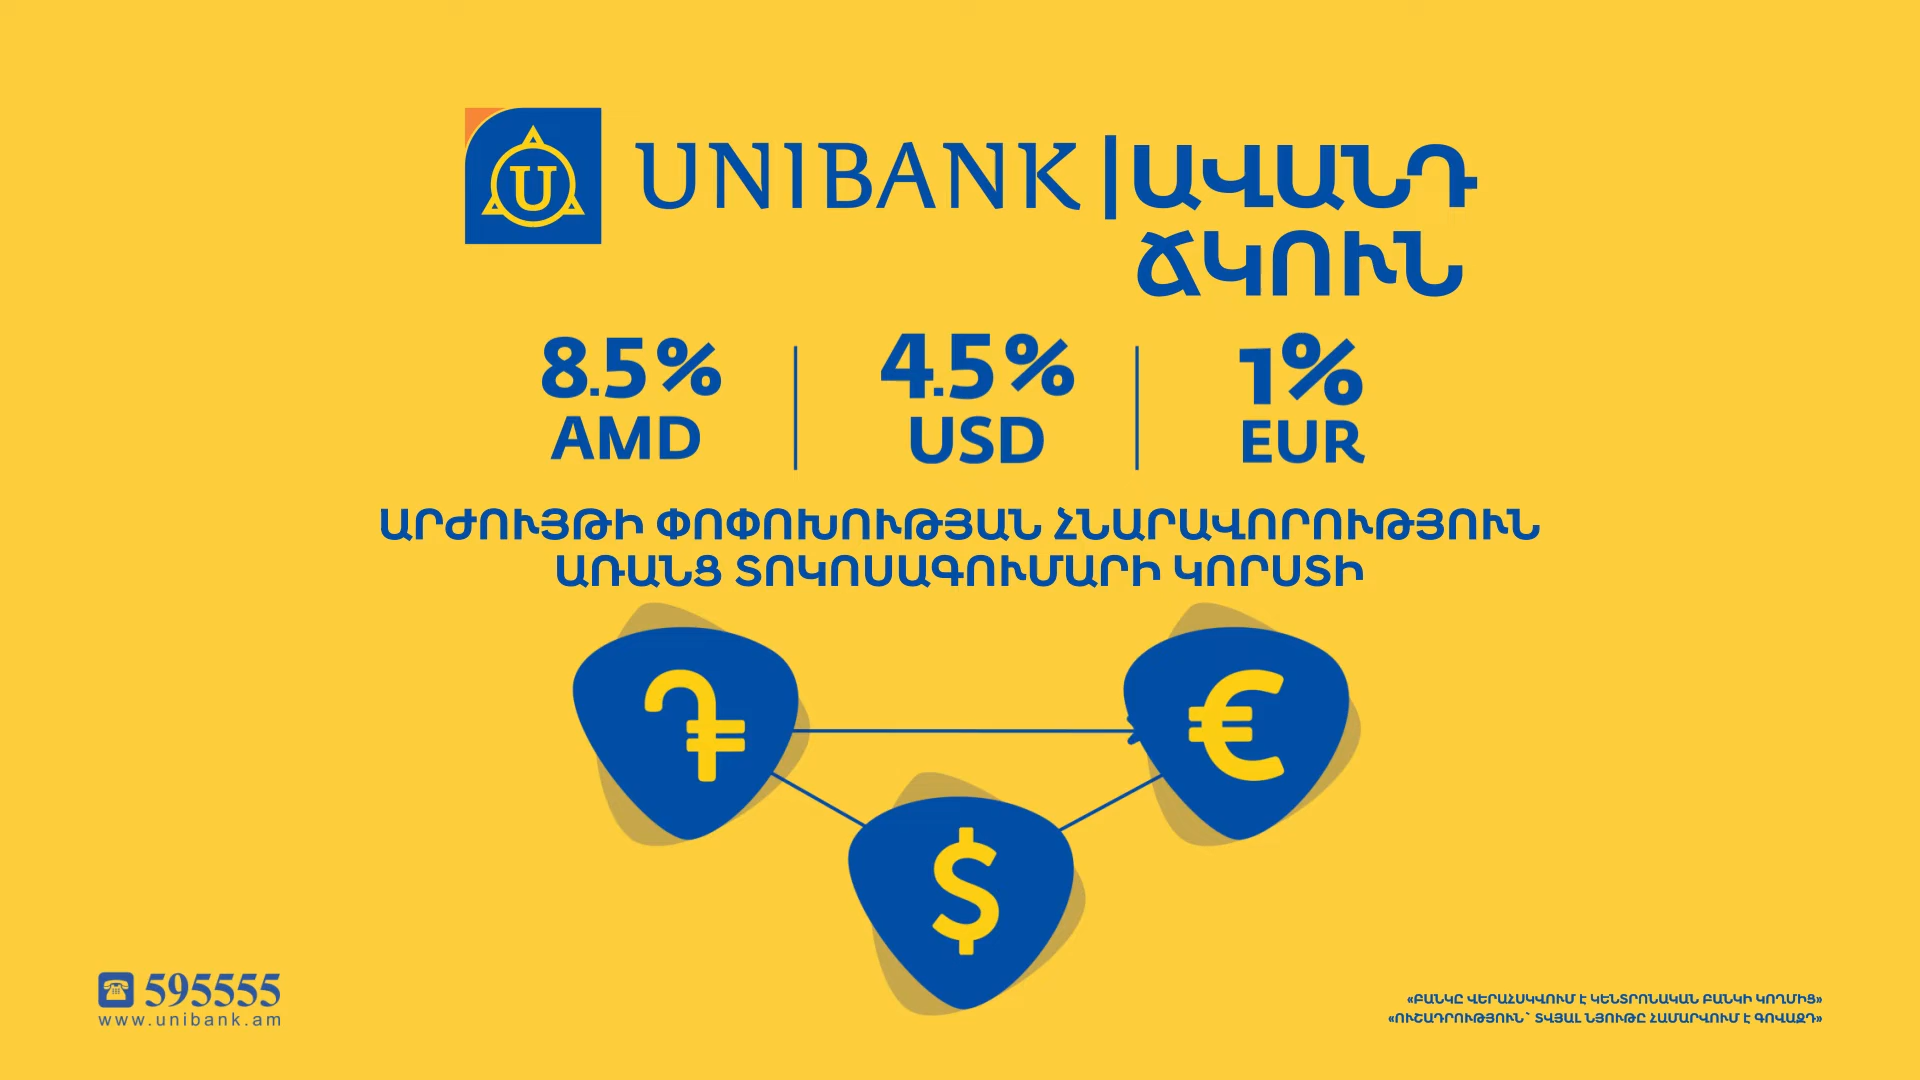 U UNIBANK | ԱՎԱՆԴ
ՃԿՈՒՆ
8.5% 4.5% 1%
AMD USD EUR
ԱՐԺՈՒՅԹԻ ՓՈՓՈԽՈՒԹՅԱՆ ՀՆԱՐԱՎՈՐՈՒԹՅՈՒՆ
ԱՌԱՆՑ ՏՈԿՈՍԱԳՈՒՄԱՐԻ ԿՈՐՍՏԻ
֏ €
$
595555
www.unibank.am
«ԲԱՆԿԸ ՎԵՐԱՀՍԿՎՈՒՄ Է ԿԵՆՏՐՈՆԱԿԱՆ ԲԱՆԿԻ ԿՈՂՄԻՑ»
«ՈՒՇԱԴՐՈՒԹՅՈՒՆ՝ ՏՎՅԱԼ ՆՅՈՒԹԸ ՀԱՄԱՐՎՈՒՄ Է ԳՈՎԱԶԴ»